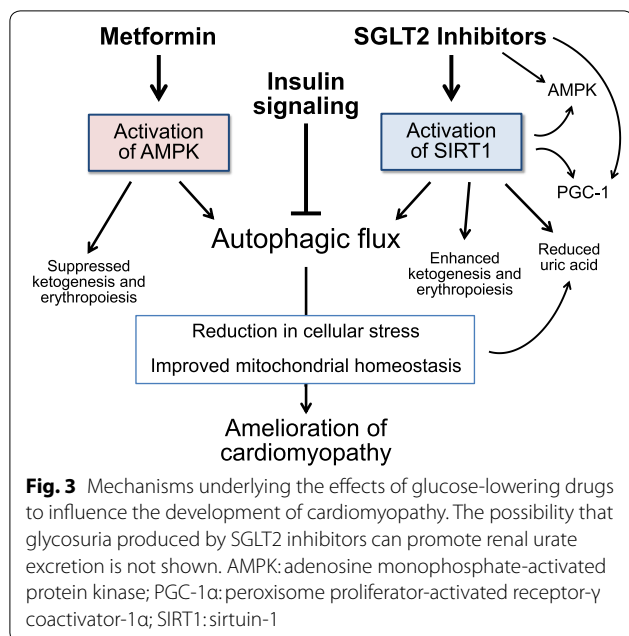 Metformin
SGLT2 Inhibitors
Insulin
signaling
AMPK
Activation
of AMPK
Activation
of SIRT1
PGC-1
Autophagic flux
Suppressed
ketogenesis and
erythropoiesis
Enhanced
ketogenesis and
erythropoiesis
Reduced
uric acid
Reduction in cellular stress
Improved mitochondrial homeostasis
Amelioration of
cardiomyopathy
Fig. 3 Mechanisms underlying the effects of glucose-lowering drugs
to influence the development of cardiomyopathy. The possibility that
glycosuria produced by SGLT2 inhibitors can promote renal urate
excretion is not shown. AMPK: adenosine monophosphate-activated
protein kinase; PGC-1α: peroxisome proliferator-activated receptor-γ
coactivator-1α; SIRT1: sirtuin-1